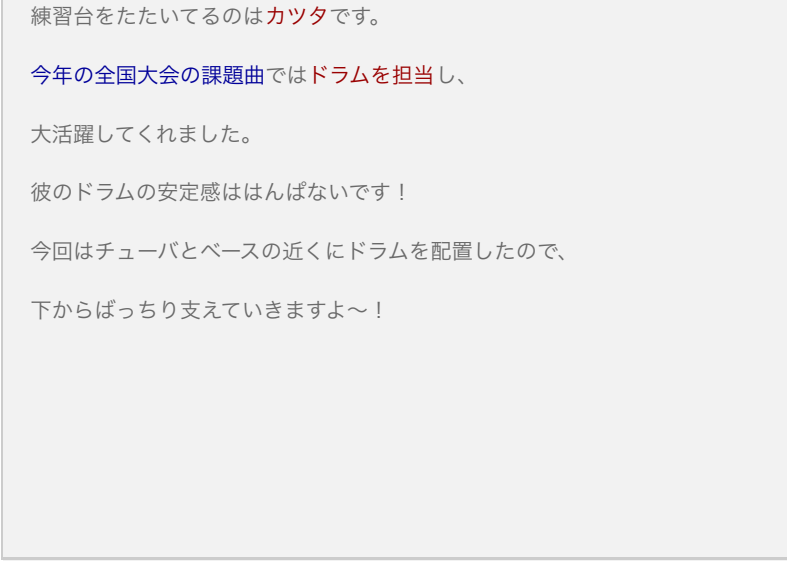 練習台をたたいてるのはカツタです。
今年の全国大会の課題曲ではドラムを担当し、
大活躍してくれました。
彼のドラムの安定感ははんぱないです！
今回はチューバとベースの近くにドラムを配置したので、
下からばっちり支えていきますよ〜！